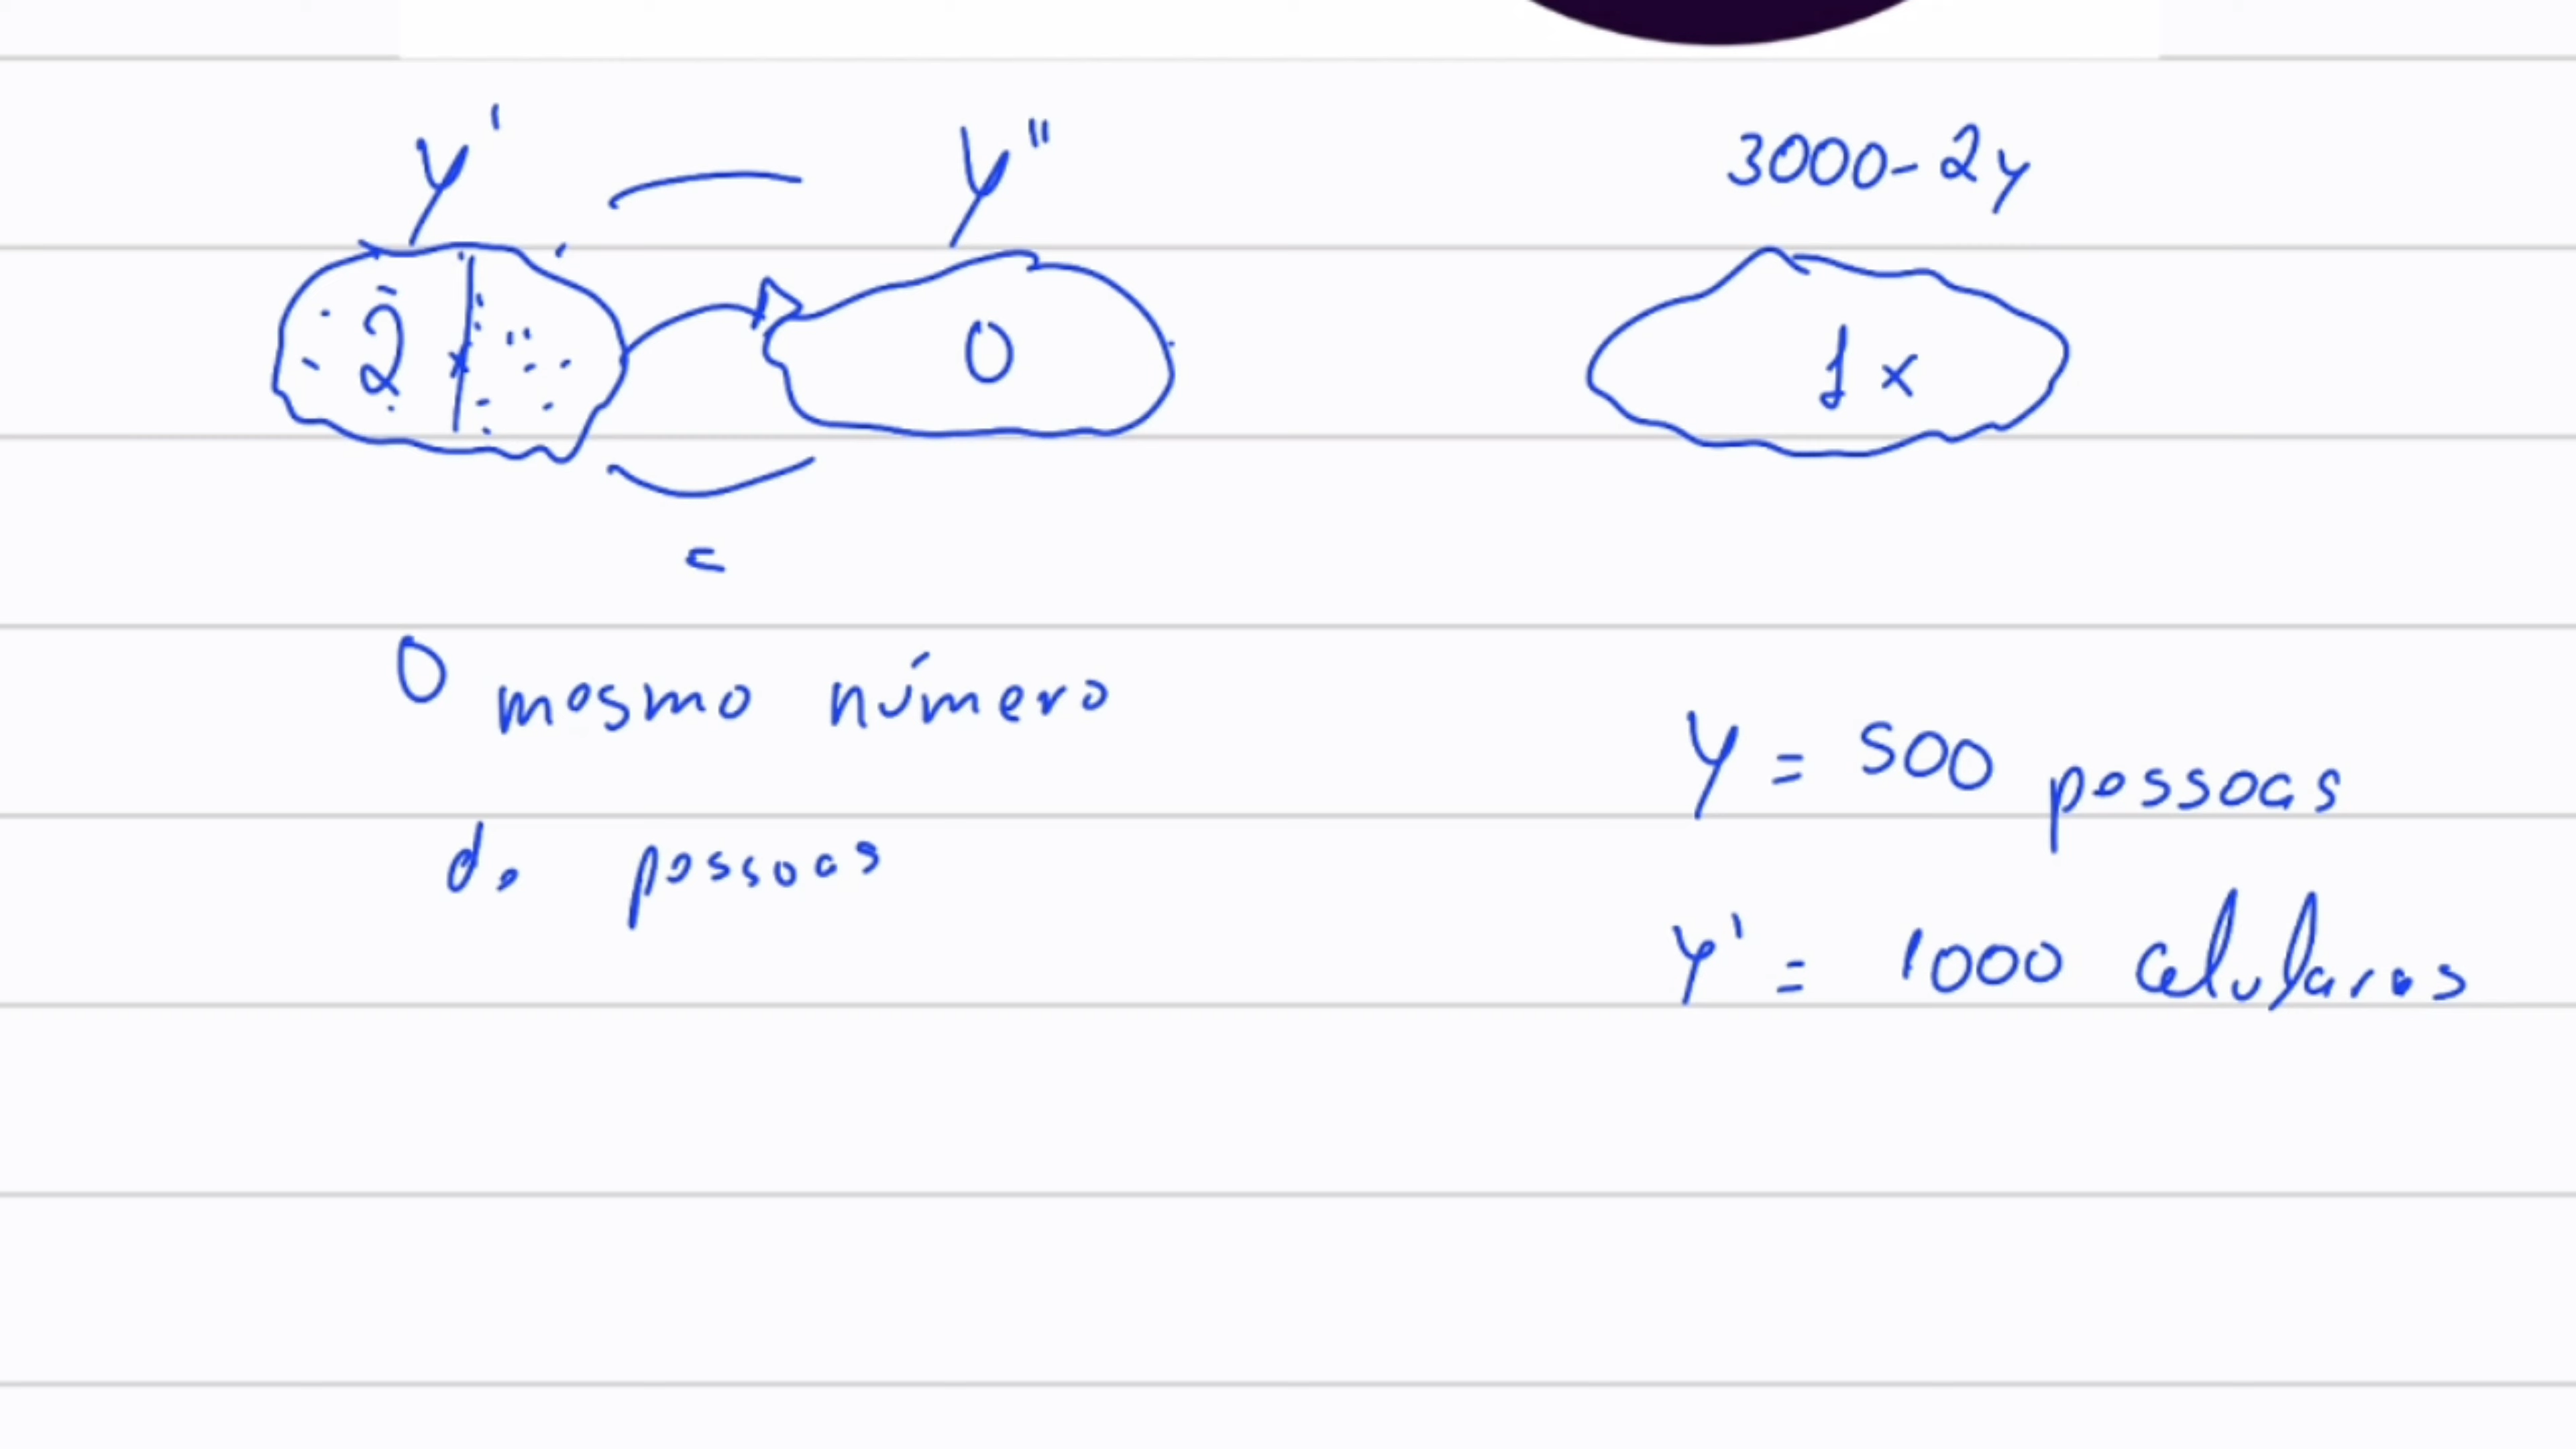 y' y" 3000-2y
2x 0 1x
=
O mesmo número
de pessoas
y = 500 pessoas
y' = 1000 celulares